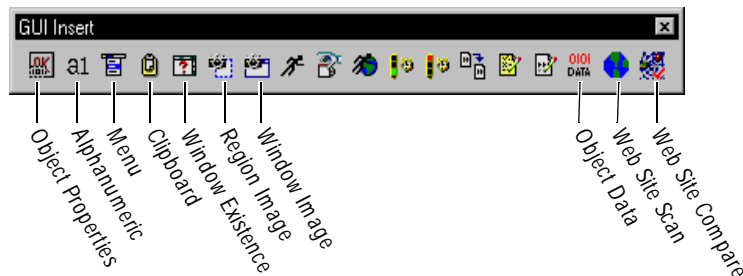 GUI Insert
OK
a1
?
0101
DATA
Object Properties
Alphanumeric
Menu
Clipboard
Window Existence
Region Image
Window Image
Object Data
Web Site Scan
Web Site Compare